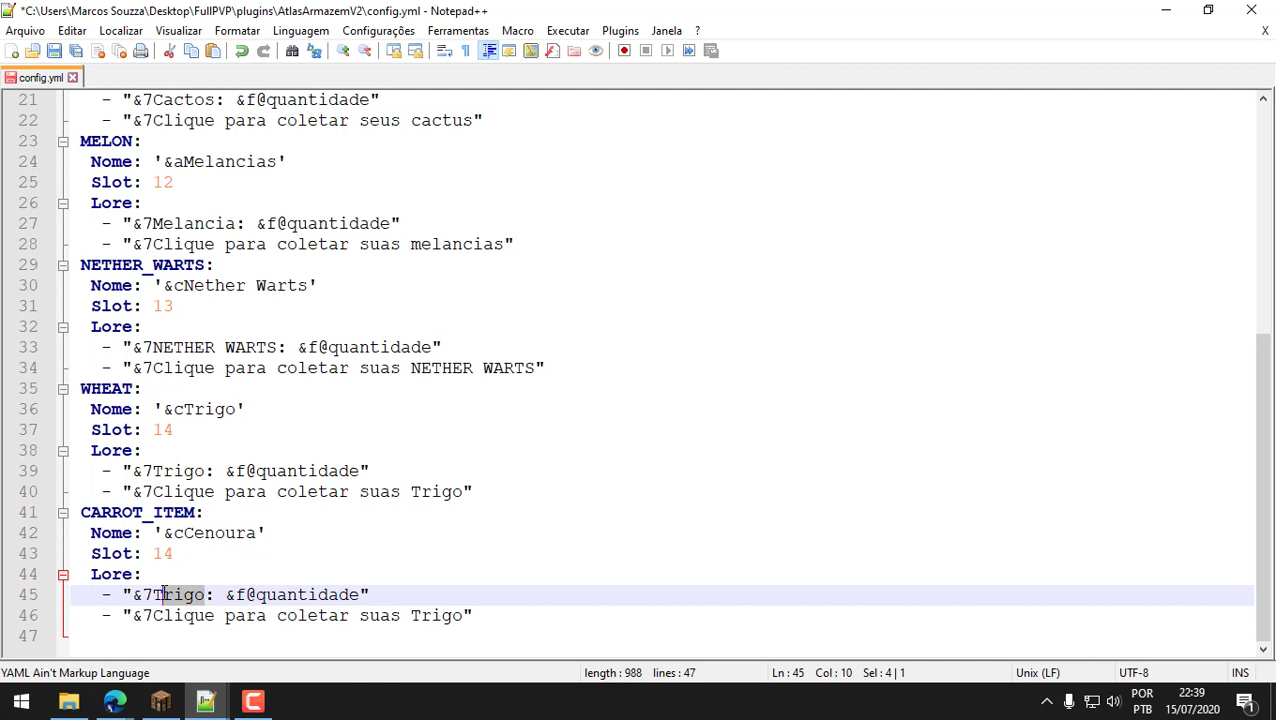 *C:\Users\Marcos Souzza\Desktop\FullPVP\plugins\AtlasArmazemV2\config.yml - Notepad++
Arquivo Editar Localizar Visualizar Formatar Linguagem Configurações Ferramentas Macro Executar Plugins Janela ? X
config.yml
21 - "&7Cactos: &f@quantidade"
22 - "&7Clique para coletar seus cactus"
23 MELON:
24 Nome: '&aMelancias'
25 Slot: 12
26 Lore:
27 - "&7Melancia: &f@quantidade"
28 - "&7Clique para coletar suas melancias"
29 NETHER_WARTS:
30 Nome: '&cNether Warts'
31 Slot: 13
32 Lore:
33 - "&7NETHER WARTS: &f@quantidade"
34 - "&7Clique para coletar suas NETHER WARTS"
35 WHEAT:
36 Nome: '&cTrigo'
37 Slot: 14
38 Lore:
39 - "&7Trigo: &f@quantidade"
40 - "&7Clique para coletar suas Trigo"
41 CARROT_ITEM:
42 Nome: '&cCenoura'
43 Slot: 14
44 Lore:
45 - "&7Trigo: &f@quantidade"
46 - "&7Clique para coletar suas Trigo"
47
YAML Ain't Markup Language length : 988 lines : 47 Ln : 45 Col : 10 Sel : 4 | 1 Unix (LF) UTF-8 INS
POR 22:39
PTB 15/07/2020 1